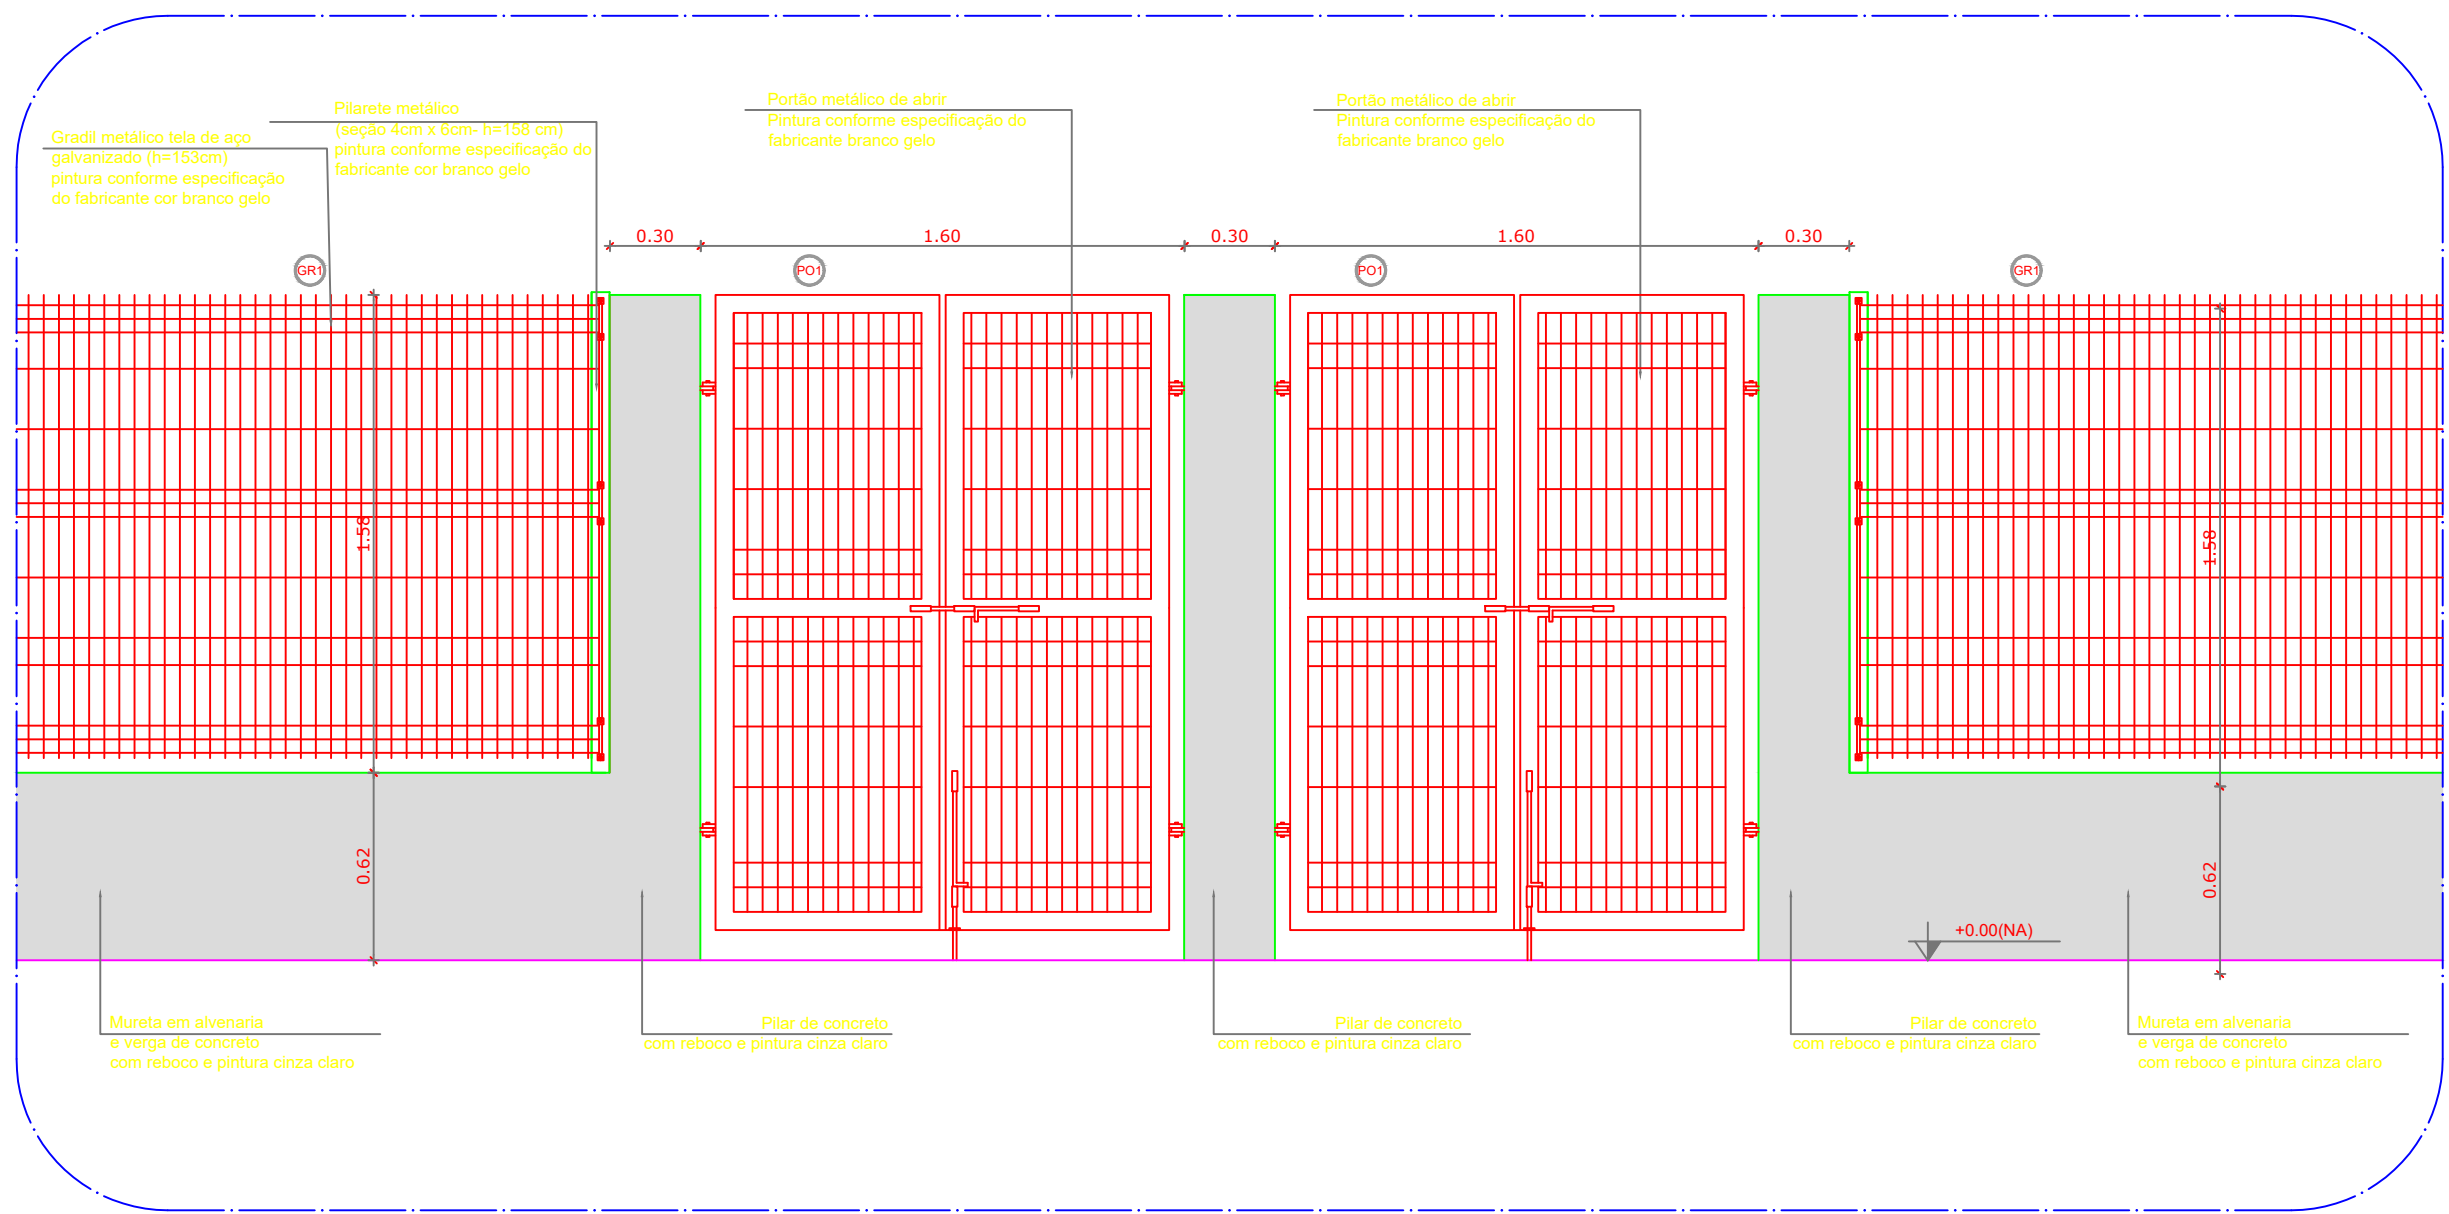 Gradil metálico tela de aço
galvanizado (h=153cm)
pintura conforme especificação
do fabricante cor branco gelo
Pilarete metálico
(seção 4cm x 6cm- h=158 cm)
pintura conforme especificação do
fabricante cor branco gelo
Portão metálico de abrir
Pintura conforme especificação do
fabricante branco gelo
Portão metálico de abrir
Pintura conforme especificação do
fabricante branco gelo
0.30
1.60
0.30
1.60
0.30
GR1
PO1
PO1
GR1
1.58
1.58
0.62
0.62
+0.00(NA)
Mureta em alvenaria
e verga de concreto
com reboco e pintura cinza claro
Pilar de concreto
com reboco e pintura cinza claro
Pilar de concreto
com reboco e pintura cinza claro
Pilar de concreto
com reboco e pintura cinza claro
Mureta em alvenaria
e verga de concreto
com reboco e pintura cinza claro